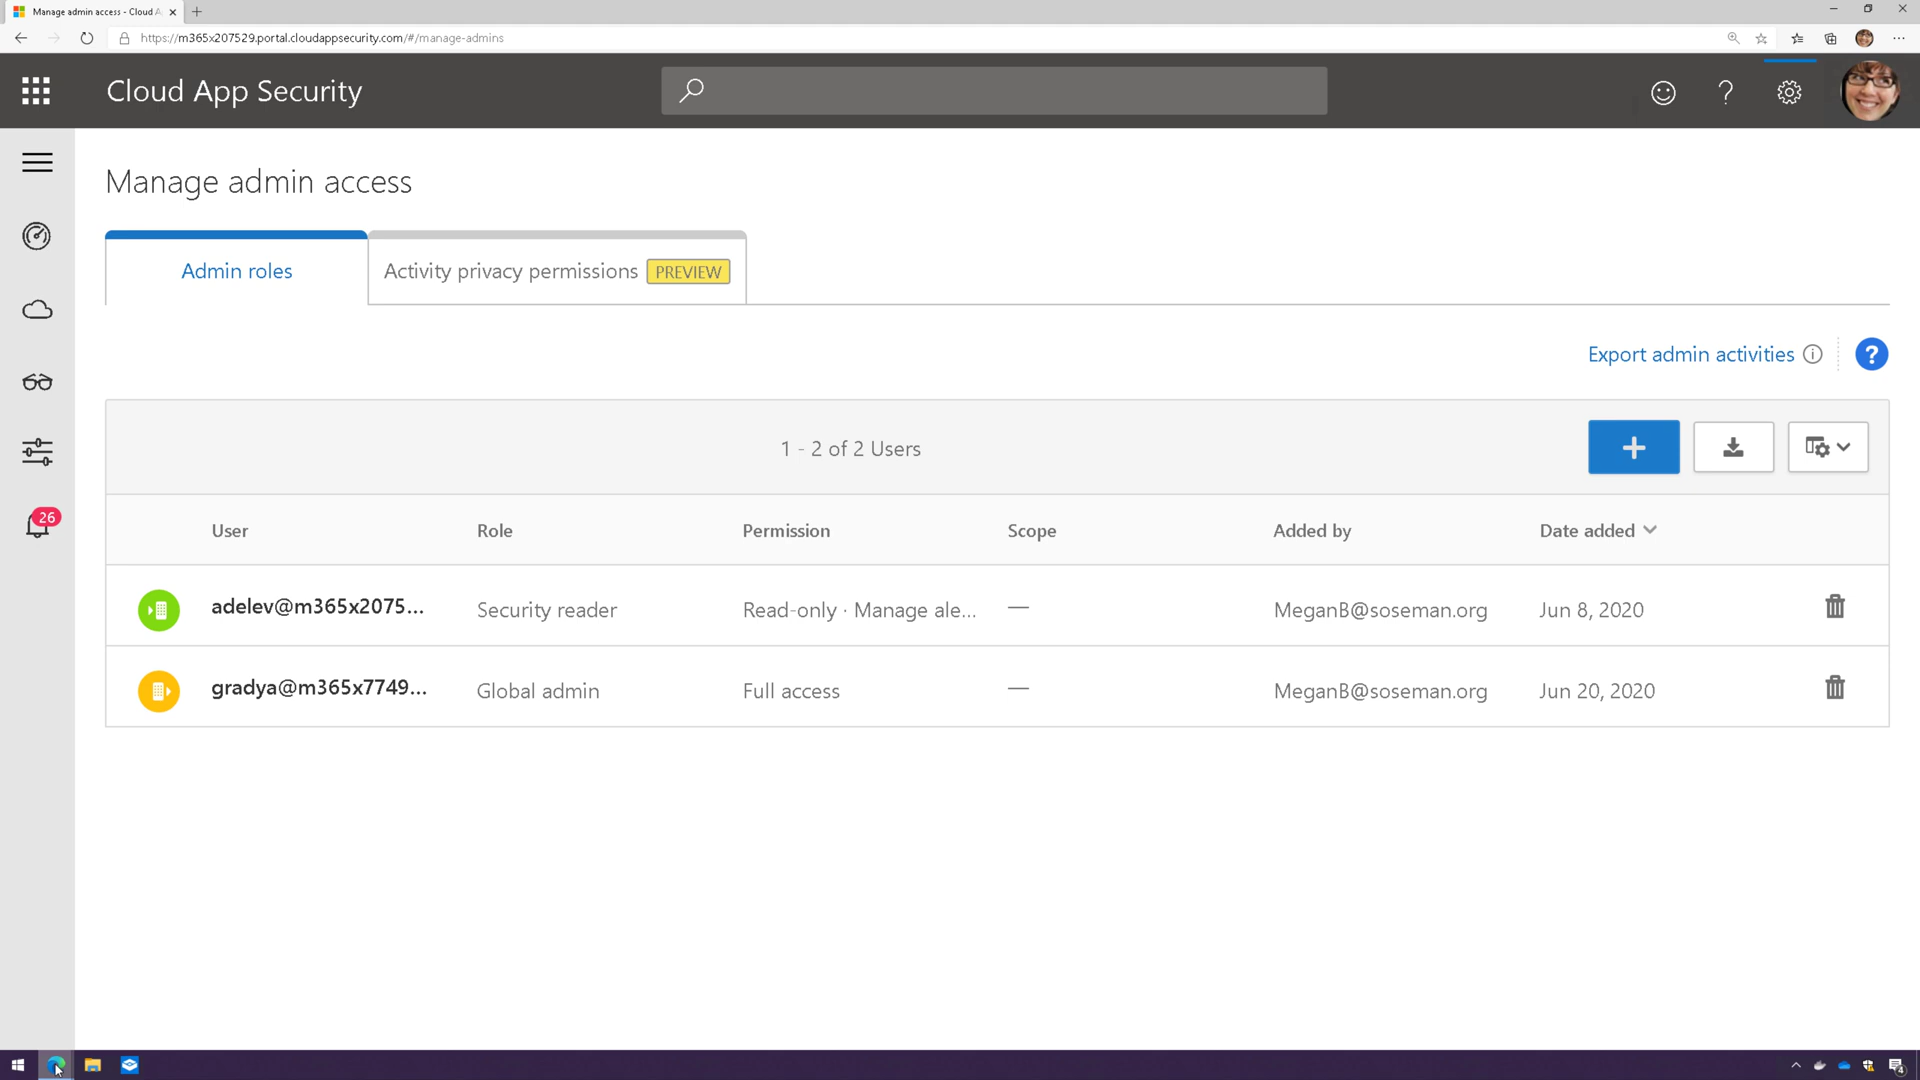 Manage admin access - Cloud A
https://m365x207529.portal.cloudappsecurity.com/#/manage-admins
Cloud App Security
Manage admin access
Admin roles
Activity privacy permissions PREVIEW
Export admin activities
1 - 2 of 2 Users
26
User Role Permission Scope Added by Date added
adelev@m365x2075... Security reader Read-only · Manage ale... — MeganB@soseman.org Jun 8, 2020
gradya@m365x7749... Global admin Full access — MeganB@soseman.org Jun 20, 2020
4